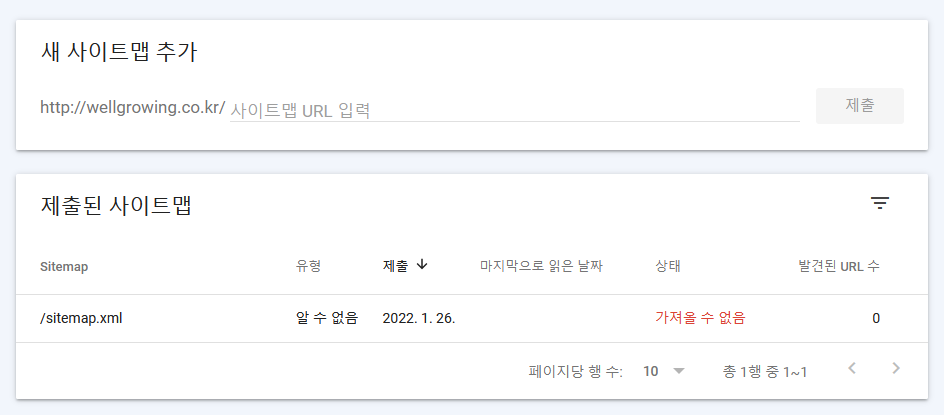 새 사이트맵 추가
http://wellgrowing.co.kr/ 사이트맵 URL 입력 제출
제출된 사이트맵
Sitemap 유형 제출 마지막으로 읽은 날짜 상태 발견된 URL 수
/sitemap.xml 알 수 없음 2022. 1. 26. 가져올 수 없음 0
페이지당 행 수: 10 총 1행 중 1~1